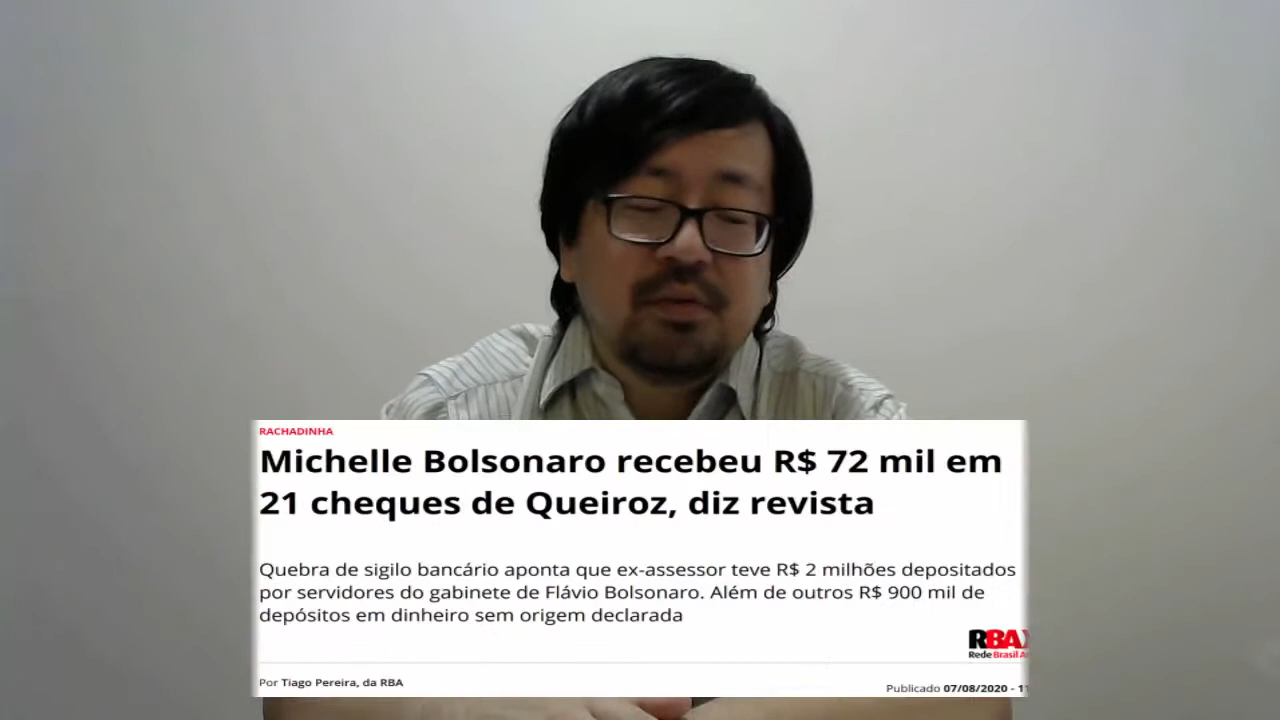 RACHADINHA
Michelle Bolsonaro recebeu R$ 72 mil em
21 cheques de Queiroz, diz revista
Quebra de sigilo bancário aponta que ex-assessor teve R$ 2 milhões depositados
por servidores do gabinete de Flávio Bolsonaro. Além de outros R$ 900 mil de
depósitos em dinheiro sem origem declarada
RBA
Rede Brasil A
Por Tiago Pereira, da RBA
Publicado 07/08/2020 - 11